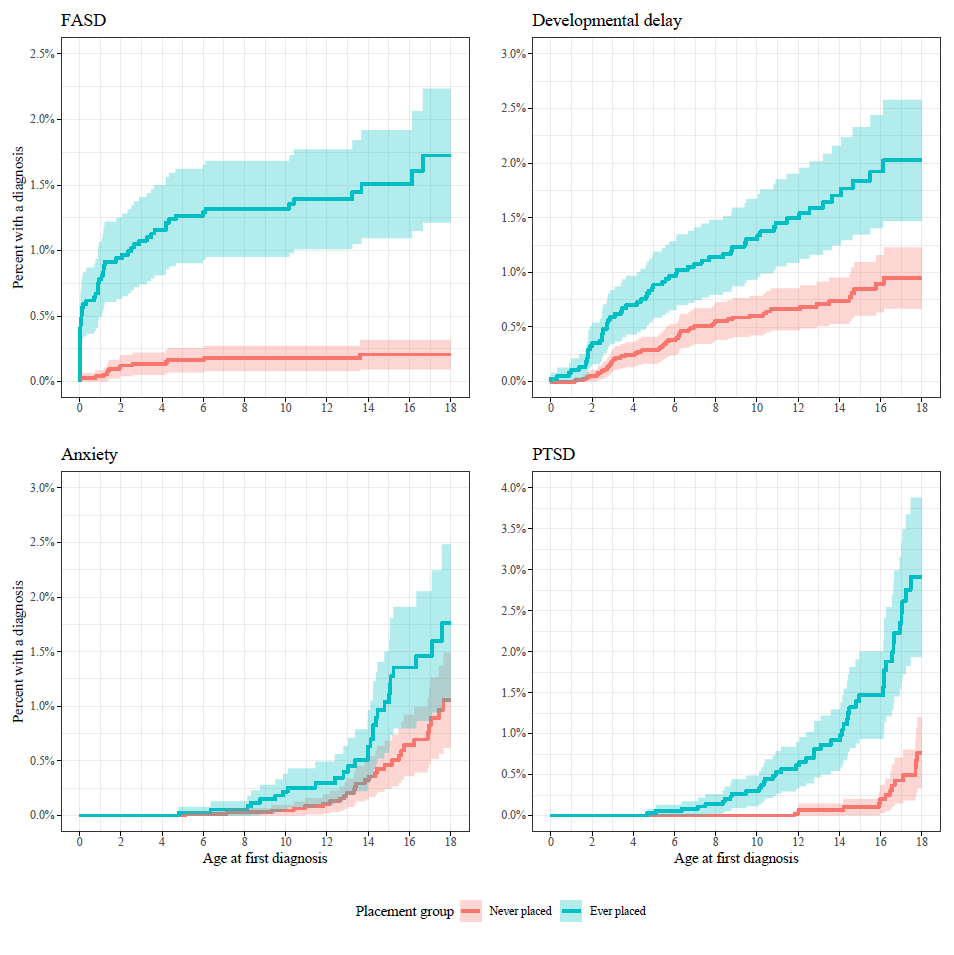 FASD
Percent with a diagnosis
2.5%
2.0%
1.5%
1.0%
0.5%
0.0%
0 2 4 6 8 10 12 14 16 18
Developmental delay
3.0%
2.5%
2.0%
1.5%
1.0%
0.5%
0.0%
0 2 4 6 8 10 12 14 16 18
Anxiety
Percent with a diagnosis
3.0%
2.5%
2.0%
1.5%
1.0%
0.5%
0.0%
0 2 4 6 8 10 12 14 16 18
Age at first diagnosis
PTSD
4.0%
3.5%
3.0%
2.5%
2.0%
1.5%
1.0%
0.5%
0.0%
0 2 4 6 8 10 12 14 16 18
Age at first diagnosis
Placement group Never placed Ever placed